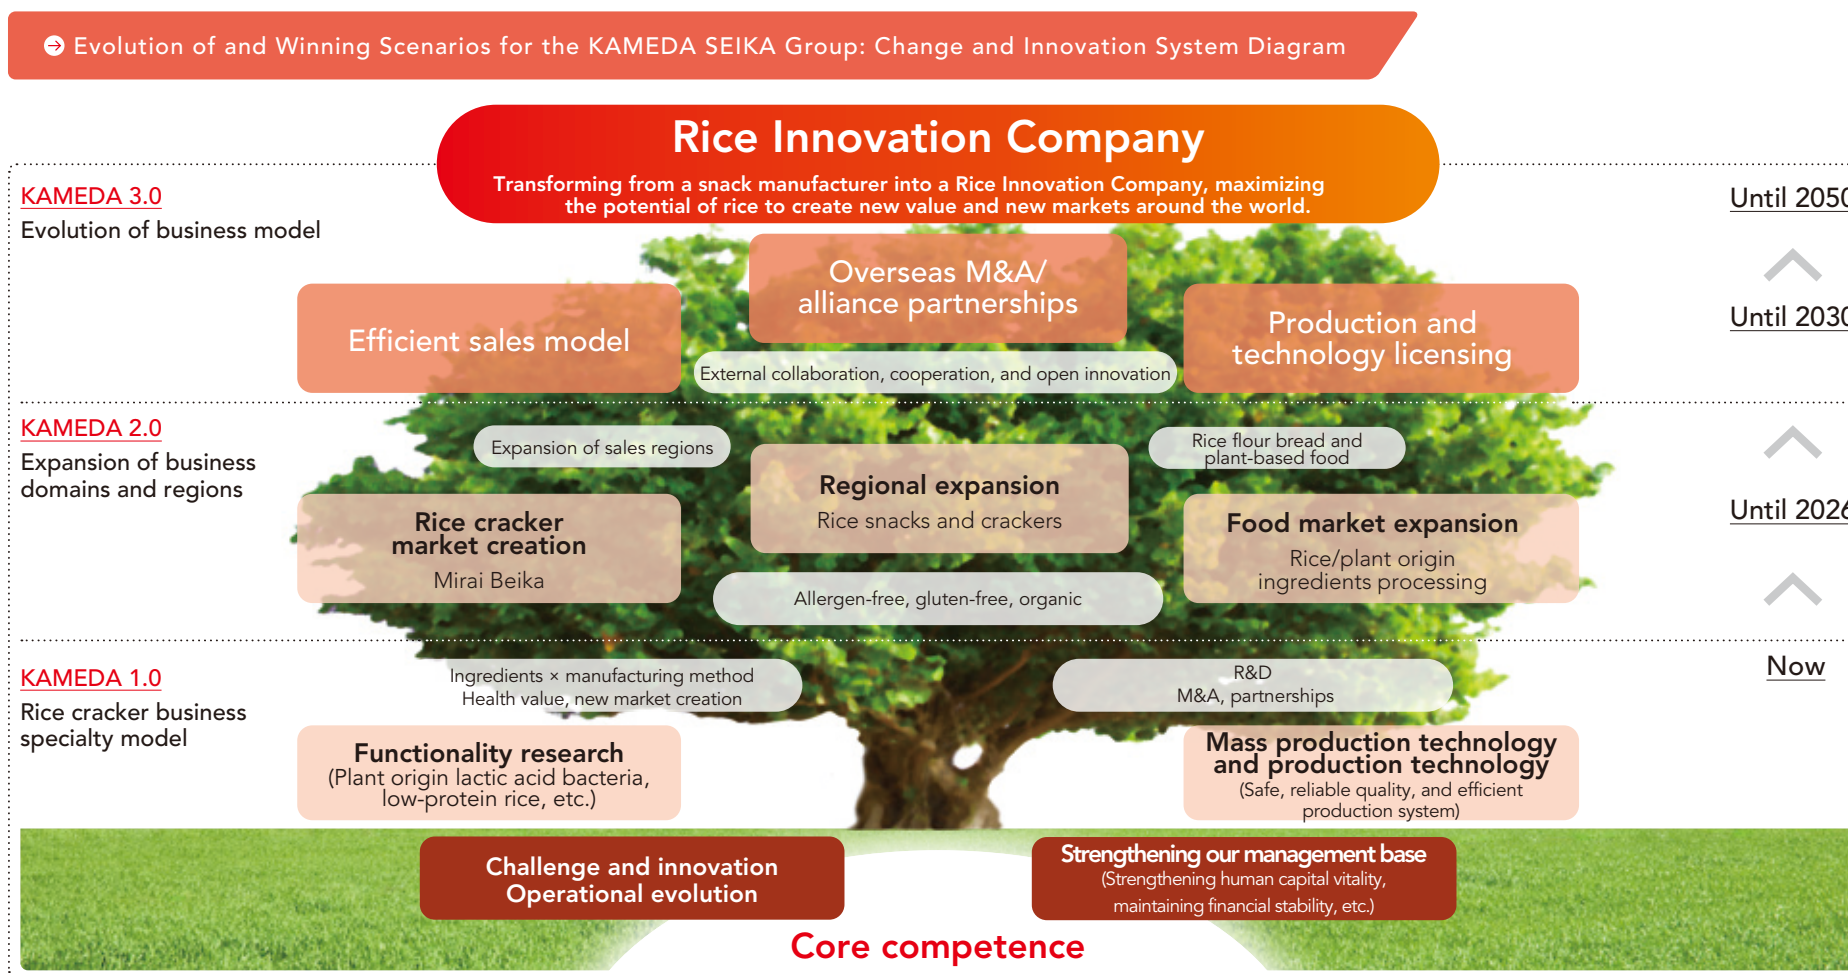 Evolution of and Winning Scenarios for the KAMEDA SEIKA Group: Change and Innovation System Diagram
Rice Innovation Company
Transforming from a snack manufacturer into a Rice Innovation Company, maximizing
the potential of rice to create new value and new markets around the world.
KAMEDA 3.0
Evolution of business model
Until 2050
Overseas M&A/
alliance partnerships
Efficient sales model
Production and
technology licensing
Until 2030
External collaboration, cooperation, and open innovation
KAMEDA 2.0
Expansion of business
domains and regions
Expansion of sales regions
Rice flour bread and
plant-based food
Regional expansion
Rice snacks and crackers
Rice cracker
market creation
Mirai Beika
Food market expansion
Rice/plant origin
ingredients processing
Until 2026
Allergen-free, gluten-free, organic
KAMEDA 1.0
Rice cracker business
specialty model
Ingredients × manufacturing method
Health value, new market creation
R&D
M&A, partnerships
Now
Functionality research
(Plant origin lactic acid bacteria,
low-protein rice, etc.)
Mass production technology
and production technology
(Safe, reliable quality, and efficient
production system)
Challenge and innovation
Operational evolution
Strengthening our management base
(Strengthening human capital vitality,
maintaining financial stability, etc.)
Core competence